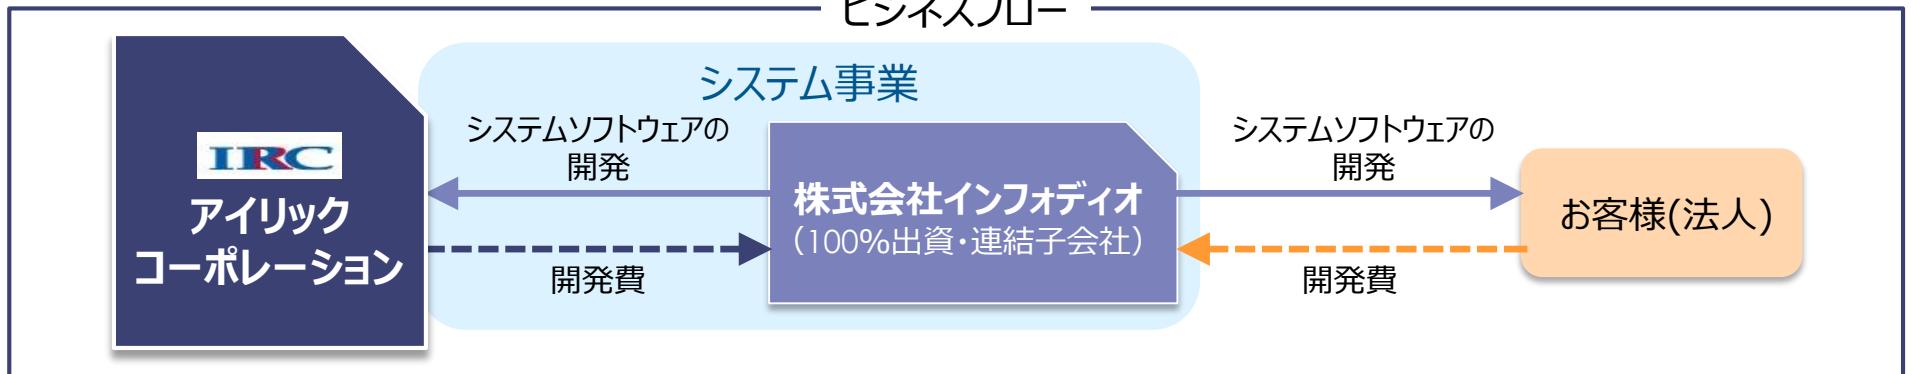 ビジネスフロー
システム事業
IRC
アイリック
コーポレーション
システムソフトウェアの
開発
開発費
株式会社インフォディオ
（100%出資・連結子会社）
システムソフトウェアの
開発
開発費
お客様(法人)